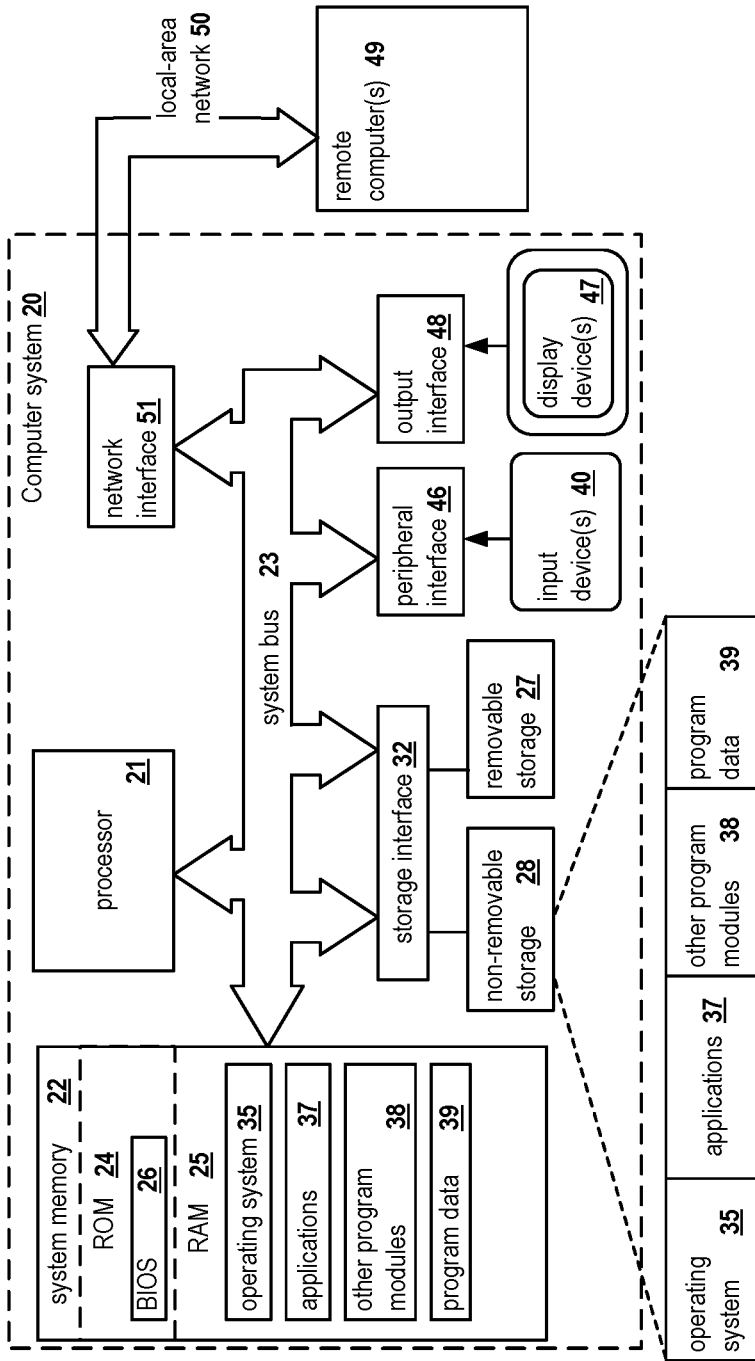 Computer system 20
system memory 22
ROM 24
BIOS 26
RAM 25
operating system 35
applications 37
other program
modules 38
program data 39
processor
21
network
interface 51
local-area
network 50
system bus 23
storage interface 32
peripheral
interface 46
output
interface 48
remote
computer(s) 49
non-removable
storage 28
removable
storage 27
input
device(s) 40
display
device(s) 47
operating
system 35
applications 37
other program
modules 38
program
data 39